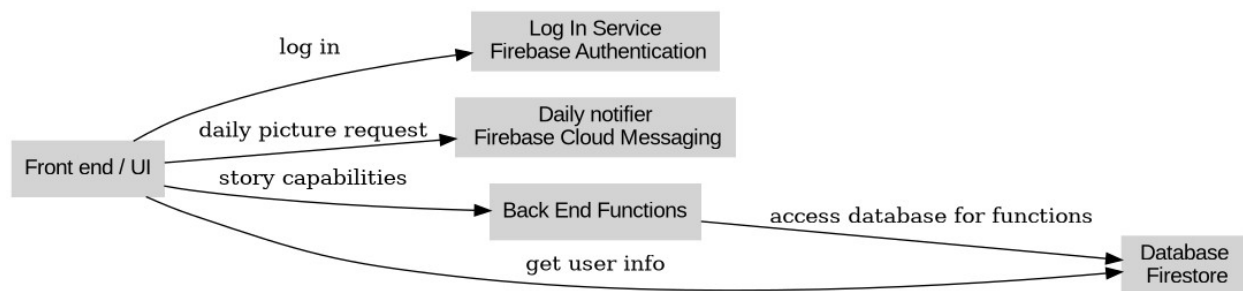 log in
Log In Service
Firebase Authentication
daily picture request
Daily notifier
Firebase Cloud Messaging
Front end / UI
story capabilities
Back End Functions
access database for functions
get user info
Database
Firestore